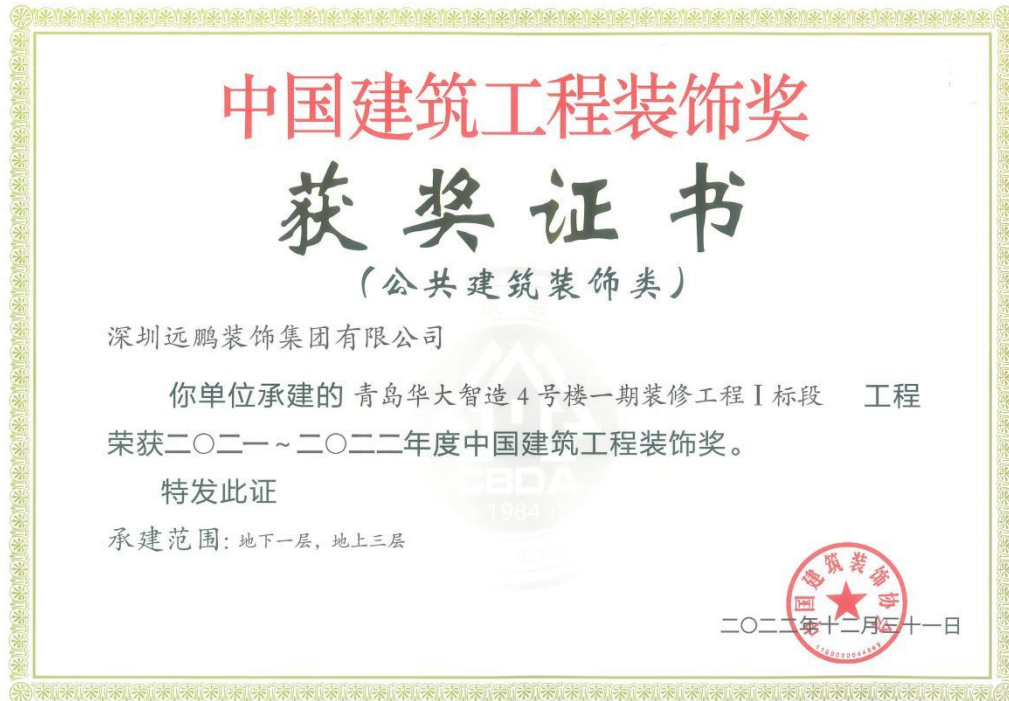 中国建筑工程装饰奖
获奖证书
（公共建筑装饰类）
深圳远鹏装饰集团有限公司
你单位承建的 青岛华大智造4号楼一期装修工程Ⅰ标段 工程
荣获二〇二一～二〇二二年度中国建筑工程装饰奖。
特发此证
CBDA
1984
承建范围：地下一层，地上三层
中国建筑装饰协会
二〇二二年十二月三十一日